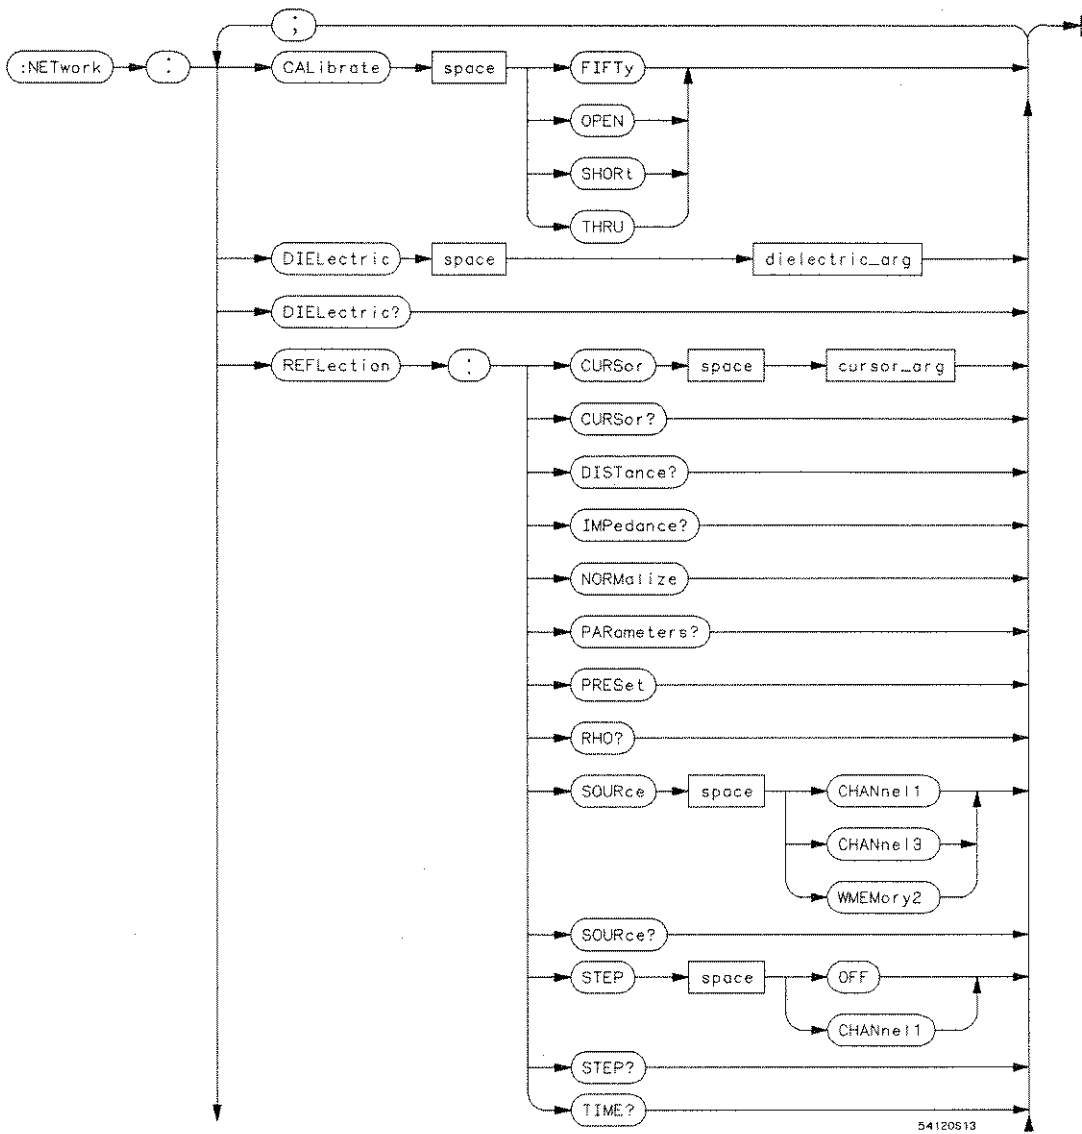 ;
:NETwork : CALibrate space FIFTy
OPEN
SHORt
THRU
DIELectric space dielectric_arg
DIELectric?
REFLection : CURSor space cursor_arg
CURSor?
DISTance?
IMPedance?
NORMalize
PARameters?
PRESet
RHO?
SOURce space CHANnel1
CHANnel3
WMEMory2
SOURce?
STEP space OFF
CHANnel1
STEP?
TIME?
54120S13